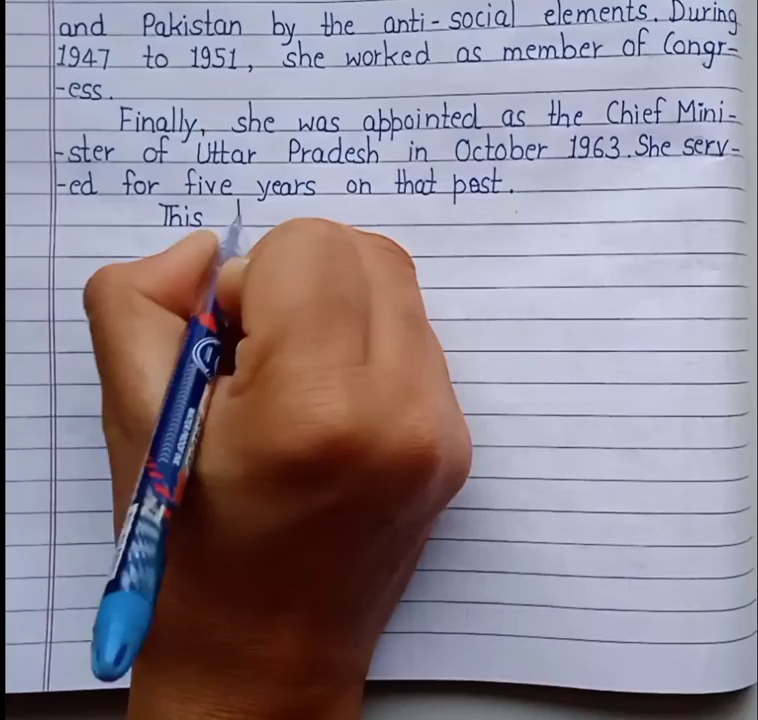 and Pakistan by the anti-social elements. During
1947 to 1951, she worked as member of Congr-
-ess.
Finally, she was appointed as the Chief Mini-
-ster of Uttar Pradesh in October 1963. She serv-
-ed for five years on that post.
This